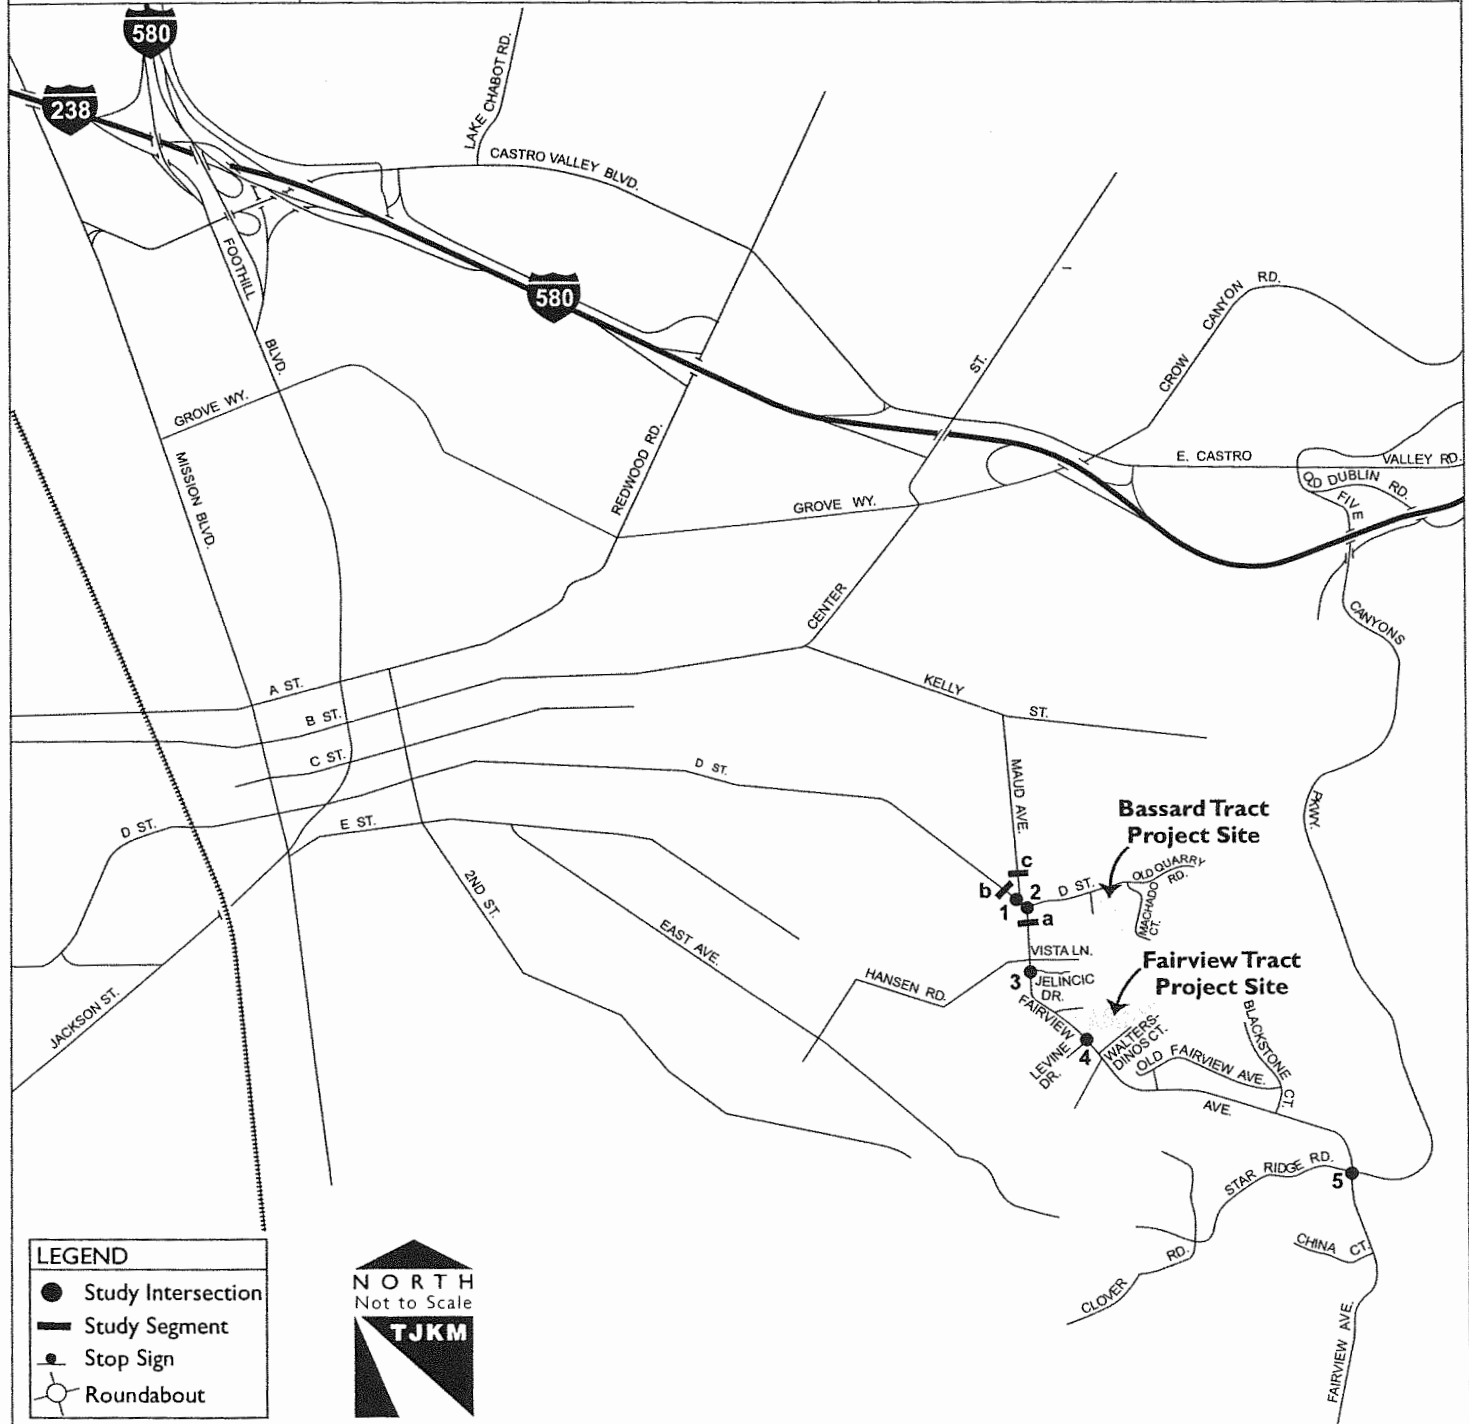 580
238
LAKE CHABOT RD.
CASTRO VALLEY BLVD.
FOOTHILL
BLVD.
580
CROW CANYON RD.
ST.
GROVE WY.
MISSION BLVD.
REDWOOD RD.
GROVE WY.
E. CASTRO
VALLEY RD.
OLD DUBLIN RD.
FIVE
CENTER
CANYONS
A ST.
B ST.
C ST.
D ST.
E ST.
KELLY
ST.
D ST.
MAUD AVE.
PKWY.
Bassard Tract
Project Site
c
b
2
1
a
D ST.
OLD QUARRY
RD.
MACHADO
CT.
2ND ST.
EAST AVE.
VISTA LN.
HANSEN RD.
3
JELINCIC
DR.
Fairview Tract
Project Site
FAIRVIEW
4
LEVINE
DR.
WALTERS-
DINOS CT.
OLD FAIRVIEW AVE.
BLACKSTONE
CT.
AVE.
JACKSON ST.
STAR RIDGE RD.
5
CHINA CT.
CLOVER
RD.
FAIRVIEW AVE.
LEGEND
Study Intersection
Study Segment
Stop Sign
Roundabout
NORTH
Not to Scale
TJKM